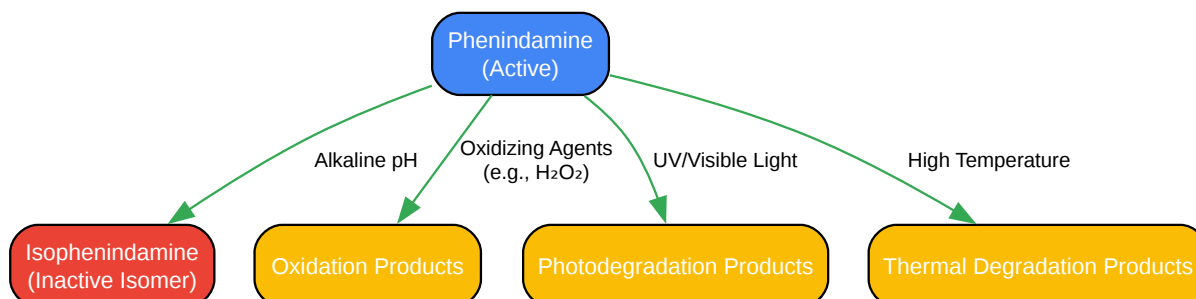 Phenindamine
(Active)
Alkaline pH
Oxidizing Agents
(e.g., H₂O₂)
UV/Visible Light
High Temperature
Isophenindamine
(Inactive Isomer)
Oxidation Products
Photodegradation Products
Thermal Degradation Products